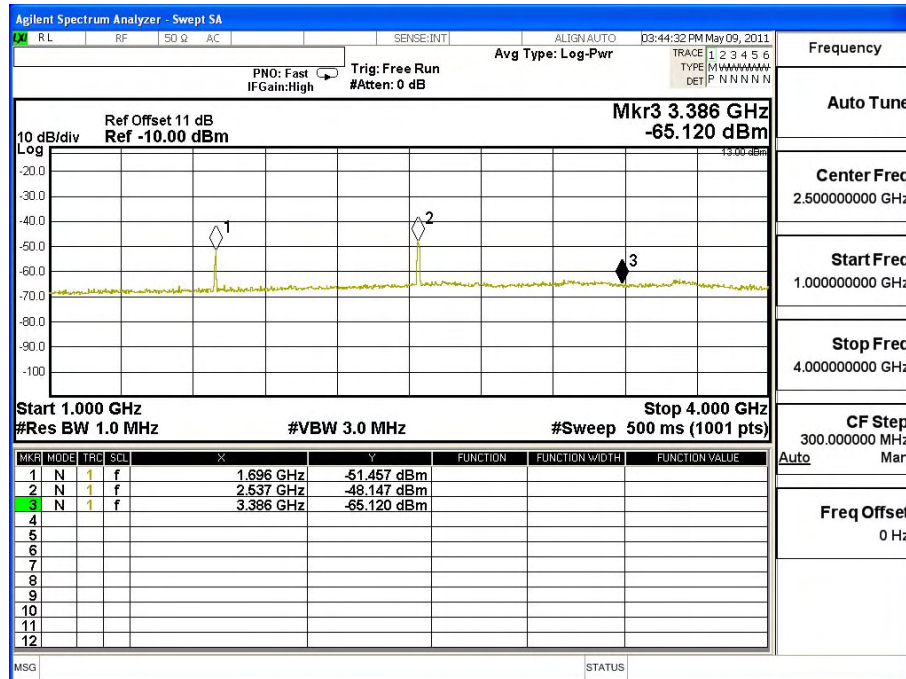 Agilent Spectrum Analyzer - Swept SA
LXI RL RF 50 Ω AC SENSE:INT ALIGN AUTO 03:44:32 PM May 09, 2011
PNO: Fast
IFGain:High
Trig: Free Run
#Atten: 0 dB
Avg Type: Log-Pwr
TRACE 1 2 3 4 5 6
TYPE M
DET P N N N N N
Ref Offset 11 dB
10 dB/div Ref -10.00 dBm
Log
Mkr3 3.386 GHz
-65.120 dBm
13.00 dBm
-20.0
-30.0
-40.0
-50.0
-60.0
-70.0
-80.0
-90.0
-100
1
2
3
Start 1.000 GHz Stop 4.000 GHz
#Res BW 1.0 MHz #VBW 3.0 MHz #Sweep 500 ms (1001 pts)
MKR MODE TRC SCL X Y FUNCTION FUNCTION WIDTH FUNCTION VALUE
1 N 1 f 1.696 GHz -51.457 dBm
2 N 1 f 2.537 GHz -48.147 dBm
3 N 1 f 3.386 GHz -65.120 dBm
4
5
6
7
8
9
10
11
12
MSG STATUS
Frequency
Auto Tune
Center Freq
2.500000000 GHz
Start Freq
1.000000000 GHz
Stop Freq
4.000000000 GHz
CF Step
300.000000 MHz
Auto Man
Freq Offset
0 Hz